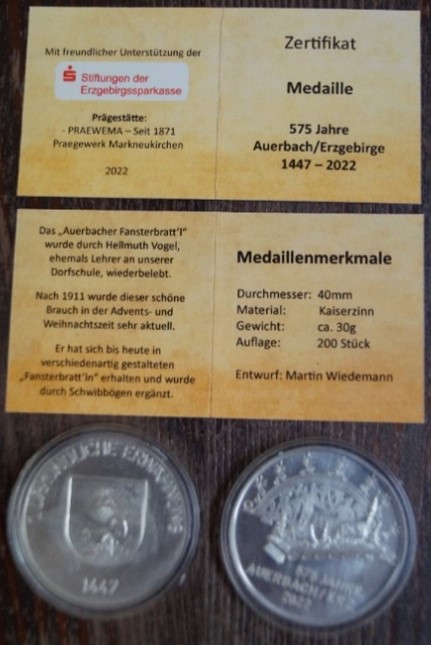 Mit freundlicher Unterstützung der
Stiftungen der
Erzgebirgssparkasse
Prägestätte:
- PRAEWEMA – Seit 1871
Praegewerk Markneukirchen
2022
Zertifikat
Medaille
575 Jahre
Auerbach/Erzgebirge
1447 – 2022
Das „Auerbacher Fansterbratt'l“
wurde durch Hellmuth Vogel,
ehemals Lehrer an unserer
Dorfschule, wiederbelebt.
Nach 1911 wurde dieser schöne
Brauch in der Advents- und
Weihnachtszeit sehr aktuell.
Er hat sich bis heute in
verschiedenartig gestalteten
„Fansterbratt'ln“ erhalten und wurde
durch Schwibbögen ergänzt.
Medaillenmerkmale
Durchmesser: 40mm
Material: Kaiserzinn
Gewicht: ca. 30g
Auflage: 200 Stück
Entwurf: Martin Wiedemann
URKUNDLICHE ERWÄHNUNG
1447
575 JAHRE
AUERBACH/ERZ
2022